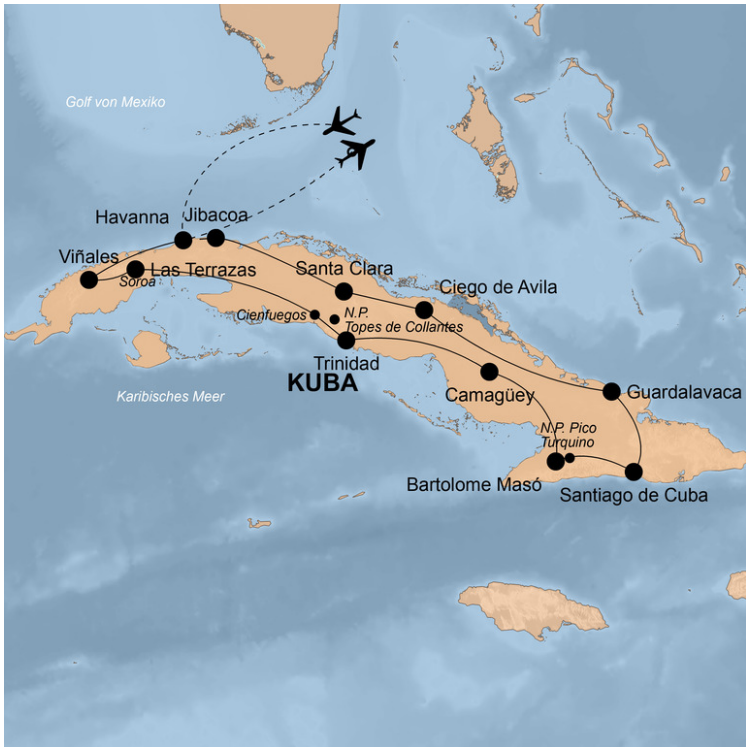 Golf von Mexiko
Havanna
Jibacoa
Viñales
Las Terrazas
Soroa
Santa Clara
Ciego de Avila
Cienfuegos
N.P.
Topes de Collantes
Trinidad
KUBA
Karibisches Meer
Camagüey
Guardalavaca
N.P. Pico
Turquino
Bartolome Masó
Santiago de Cuba